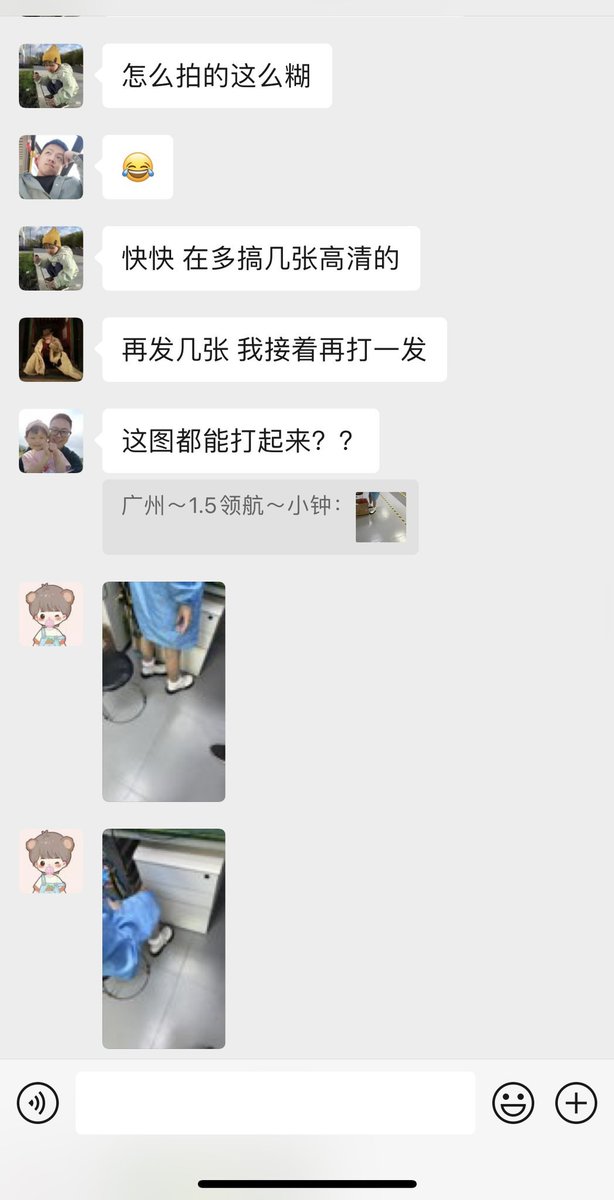 怎么拍的这么糊
快快 在多搞几张高清的
再发几张 我接着再打一发
这图都能打起来？？
广州～1.5领航～小钟：